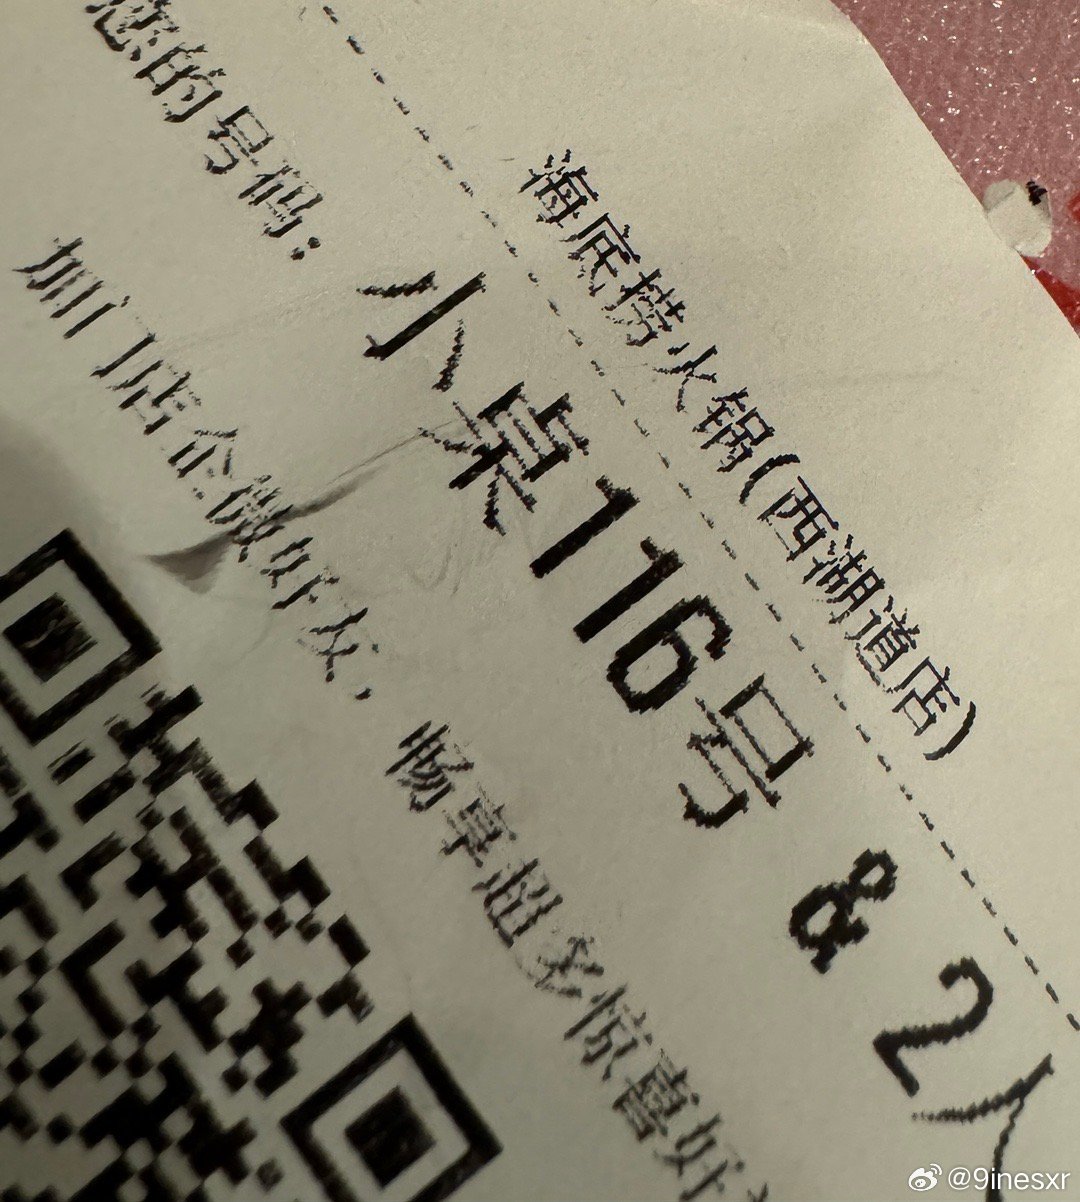 海底捞火锅(西湖道店)
您的号码:
小桌116号 & 2人
加门店企微好友,畅享超多惊喜好
@9inesxr